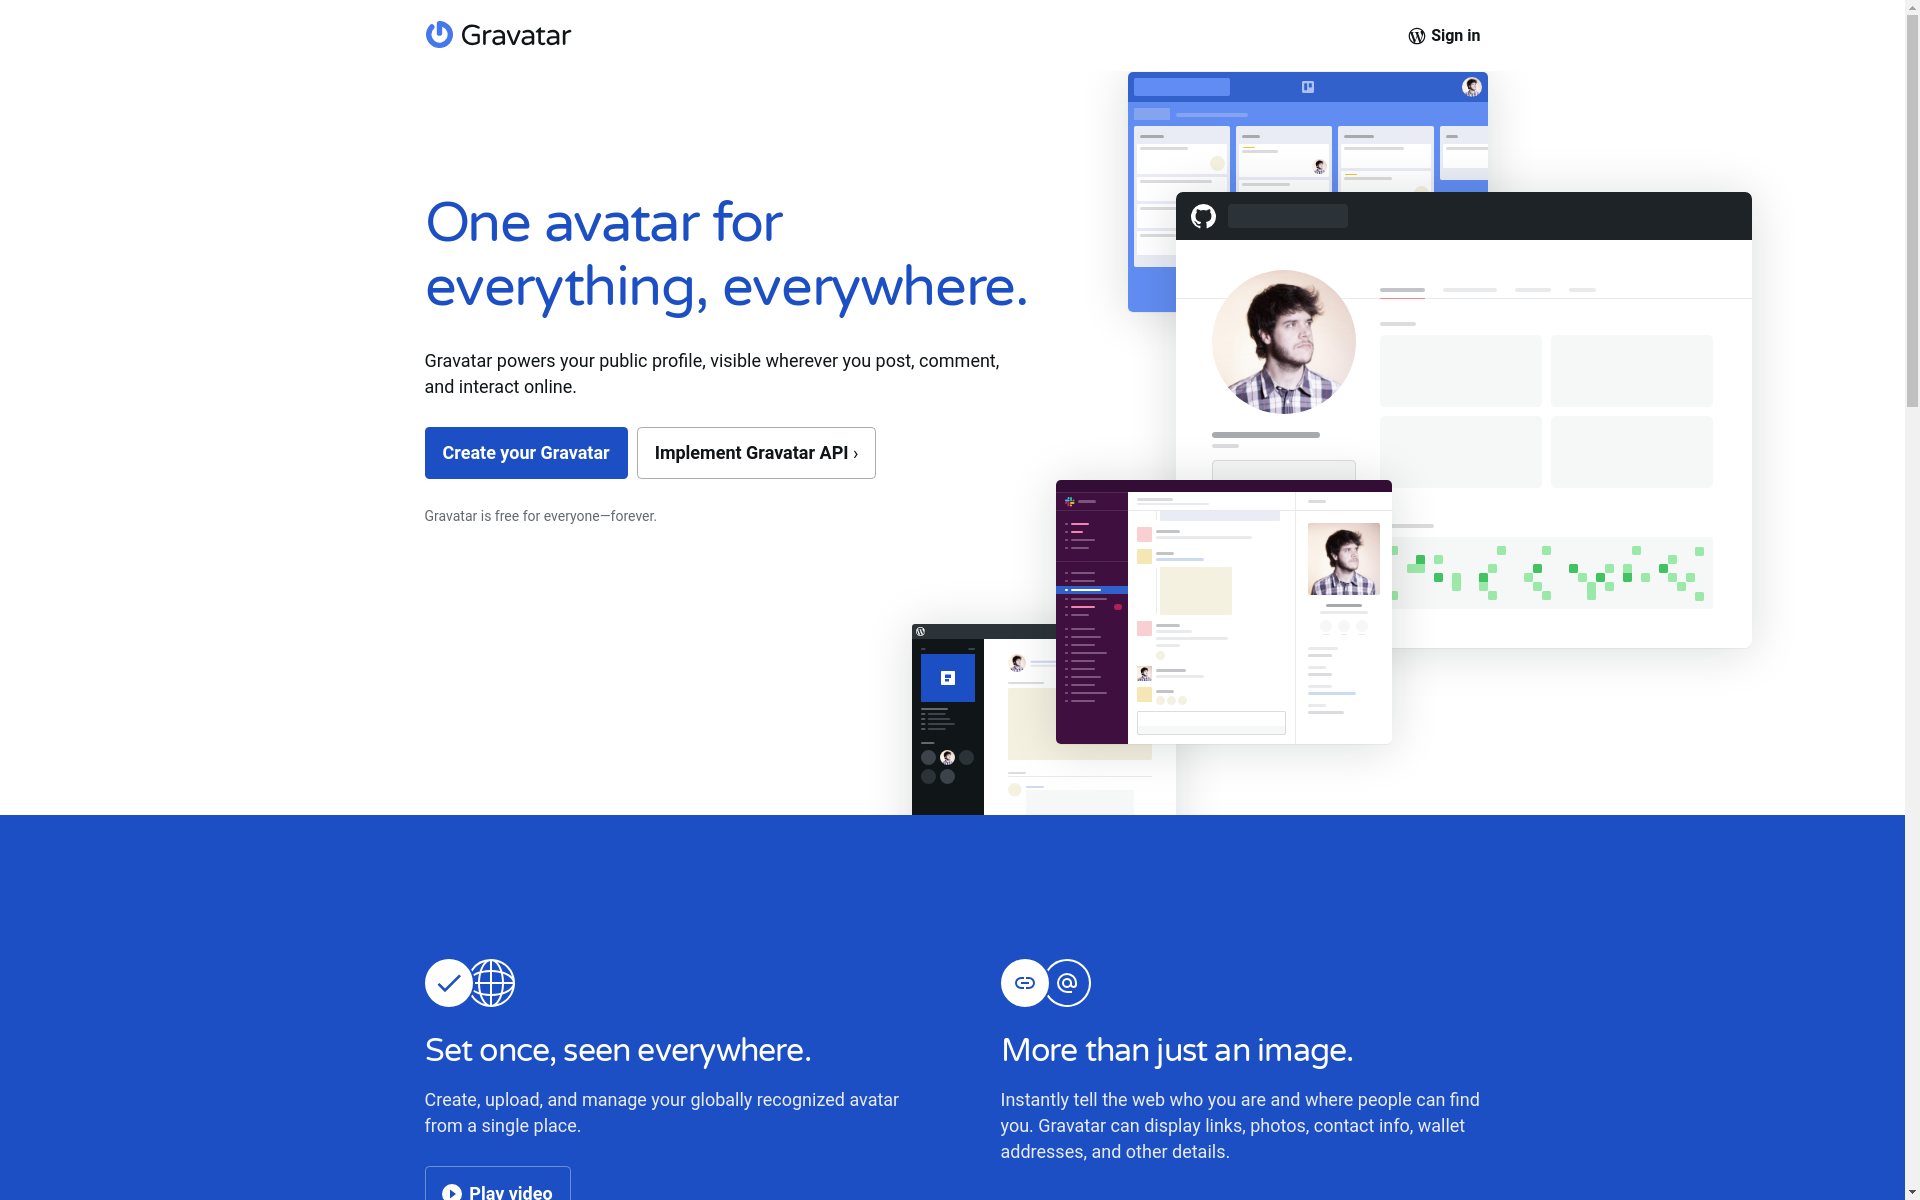 Gravatar
Sign in
One avatar for
everything, everywhere.
Gravatar powers your public profile, visible wherever you post, comment,
and interact online.
Create your Gravatar
Implement Gravatar API ›
Gravatar is free for everyone—forever.
Set once, seen everywhere.
Create, upload, and manage your globally recognized avatar
from a single place.
Play video
More than just an image.
Instantly tell the web who you are and where people can find
you. Gravatar can display links, photos, contact info, wallet
addresses, and other details.